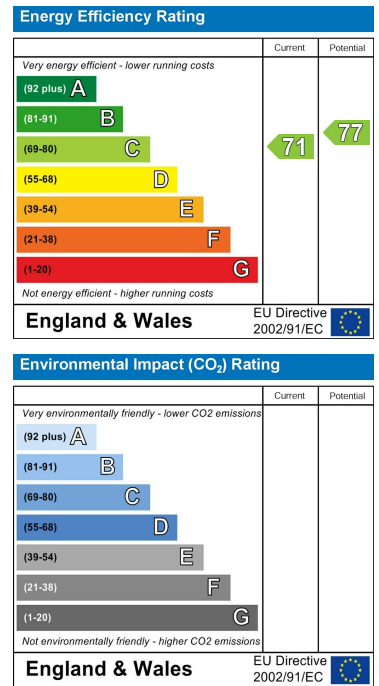 Energy Efficiency Rating
Current Potential
Very energy efficient - lower running costs
(92 plus) A
(81-91) B
(69-80) C
71
77
(55-68) D
(39-54) E
(21-38) F
(1-20) G
Not energy efficient - higher running costs
England & Wales
EU Directive
2002/91/EC
Environmental Impact (CO2) Rating
Current Potential
Very environmentally friendly - lower CO2 emissions
(92 plus) A
(81-91) B
(69-80) C
(55-68) D
(39-54) E
(21-38) F
(1-20) G
Not environmentally friendly - higher CO2 emissions
England & Wales
EU Directive
2002/91/EC